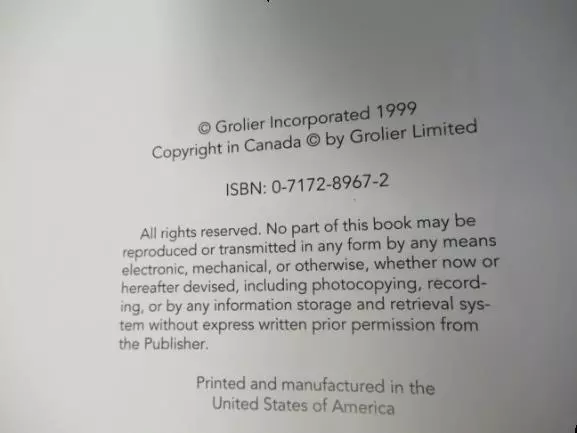 © Grolier Incorporated 1999
Copyright in Canada © by Grolier Limited
ISBN: 0-7172-8967-2
All rights reserved. No part of this book may be
reproduced or transmitted in any form by any means
electronic, mechanical, or otherwise, whether now or
hereafter devised, including photocopying, record-
ing, or by any information storage and retrieval sys-
tem without express written prior permission from
the Publisher.
Printed and manufactured in the
United States of America